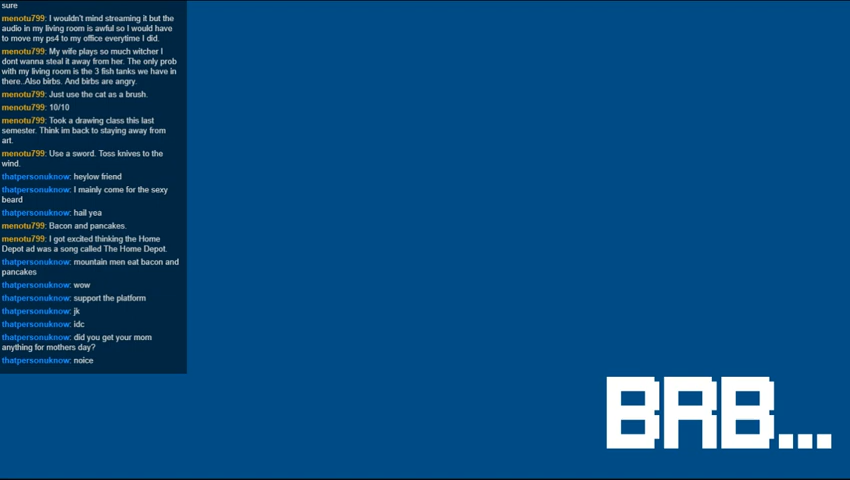 sure
menotu799: I wouldn't mind streaming it but the
audio in my living room is awful so I would have
to move my ps4 to my office everytime I did.
menotu799: My wife plays so much witcher I
dont wanna steal it away from her. The only prob
with my living room is the 3 fish tanks we have in
there..Also birbs. And birbs are angry.
menotu799: Just use the cat as a brush.
menotu799: 10/10
menotu799: Took a drawing class this last
semester. Think im back to staying away from
art.
menotu799: Use a sword. Toss knives to the
wind.
thatpersonuknow: heylow friend
thatpersonuknow: I mainly come for the sexy
beard
thatpersonuknow: hail yea
menotu799: Bacon and pancakes.
menotu799: I got excited thinking the Home
Depot ad was a song called The Home Depot.
thatpersonuknow: mountain men eat bacon and
pancakes
thatpersonuknow: wow
thatpersonuknow: support the platform
thatpersonuknow: jk
thatpersonuknow: idc
thatpersonuknow: did you get your mom
anything for mothers day?
thatpersonuknow: noice
BRB...